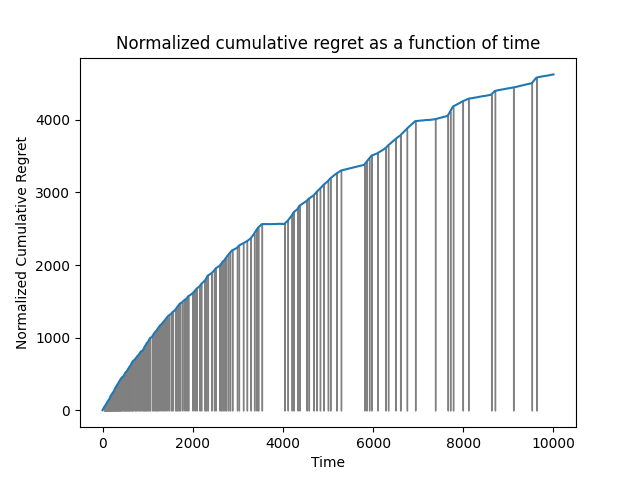 Normalized cumulative regret as a function of time
Normalized Cumulative Regret
4000
3000
2000
1000
0
0 2000 4000 6000 8000 10000
Time